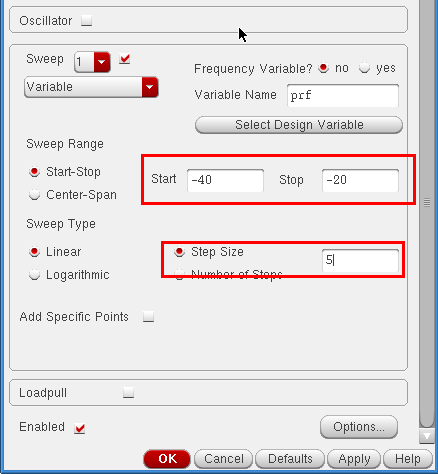 Oscillator
Sweep 1
Frequency Variable? no yes
Variable
Variable Name prf
Select Design Variable
Sweep Range
Start-Stop
Start -40 Stop -20
Center-Span
Sweep Type
Linear
Step Size 5
Logarithmic
Number of Steps
Add Specific Points
Loadpull
Enabled
Options...
OK Cancel Defaults Apply Help